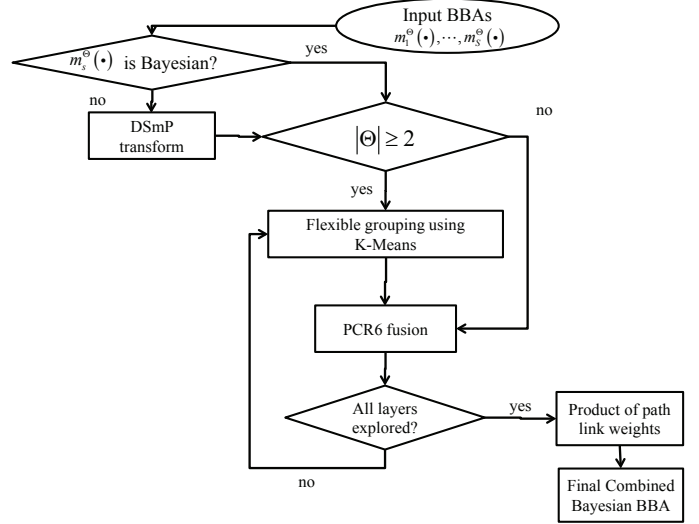 Input BBAs
m₁^Θ(•),⋯,m_S^Θ(•)
m_s^Θ(•) is Bayesian?
yes
no
DSmP
transform
|Θ| ≥ 2
no
yes
Flexible grouping using
K-Means
PCR6 fusion
All layers
explored?
yes
no
Product of path
link weights
Final Combined
Bayesian BBA